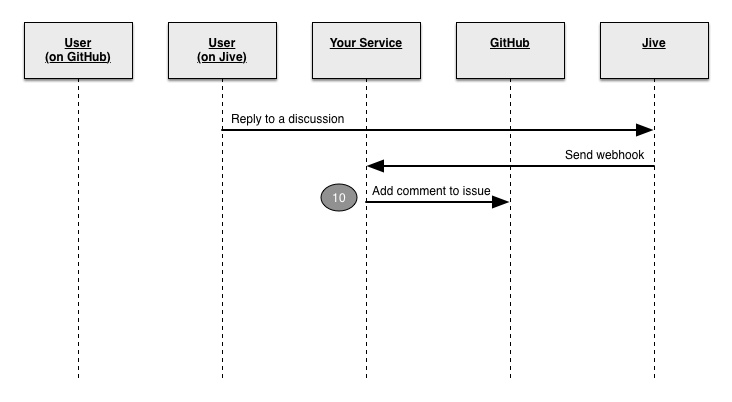 User
(on GitHub)
User
(on Jive)
Your Service
GitHub
Jive
Reply to a discussion
Send webhook
10
Add comment to issue